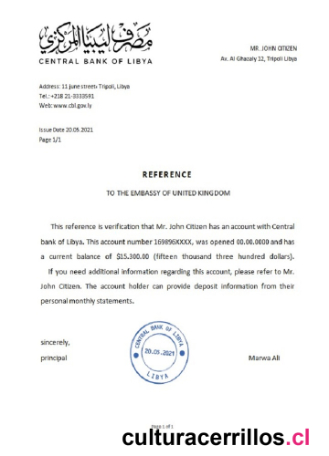 مصرف ليبيا المركزي
CENTRAL BANK OF LIBYA
MR. JOHN CITIZEN
Av. Al Ghazaly 12, Tripoli Libya
Address: 11 june streets Tripoli, Libya
Tel.: +218 21-3333591
Web: www.cbl.gov.ly
Issue Date 20.05.2021
Page 1/1
REFERENCE
TO THE EMBASSY OF UNITED KINGDOM
This reference is verification that Mr. John Citizen has an account with Central
bank of Libya. This account number 169896XXXX, was opened 00.00.0000 and has
a current balance of $15.300.00 (fifteen thousand three hundred dollars).
If you need additional information regarding this account, please refer to Mr.
John Citizen. The account holder can provide deposit information from their
personal monthly statements.
sincerely,
principal
CENTRAL BANK OF LIBYA
20.05.2021
LIBYA
Marwa Ali
Page 1 of 1
culturacerrillos.cl